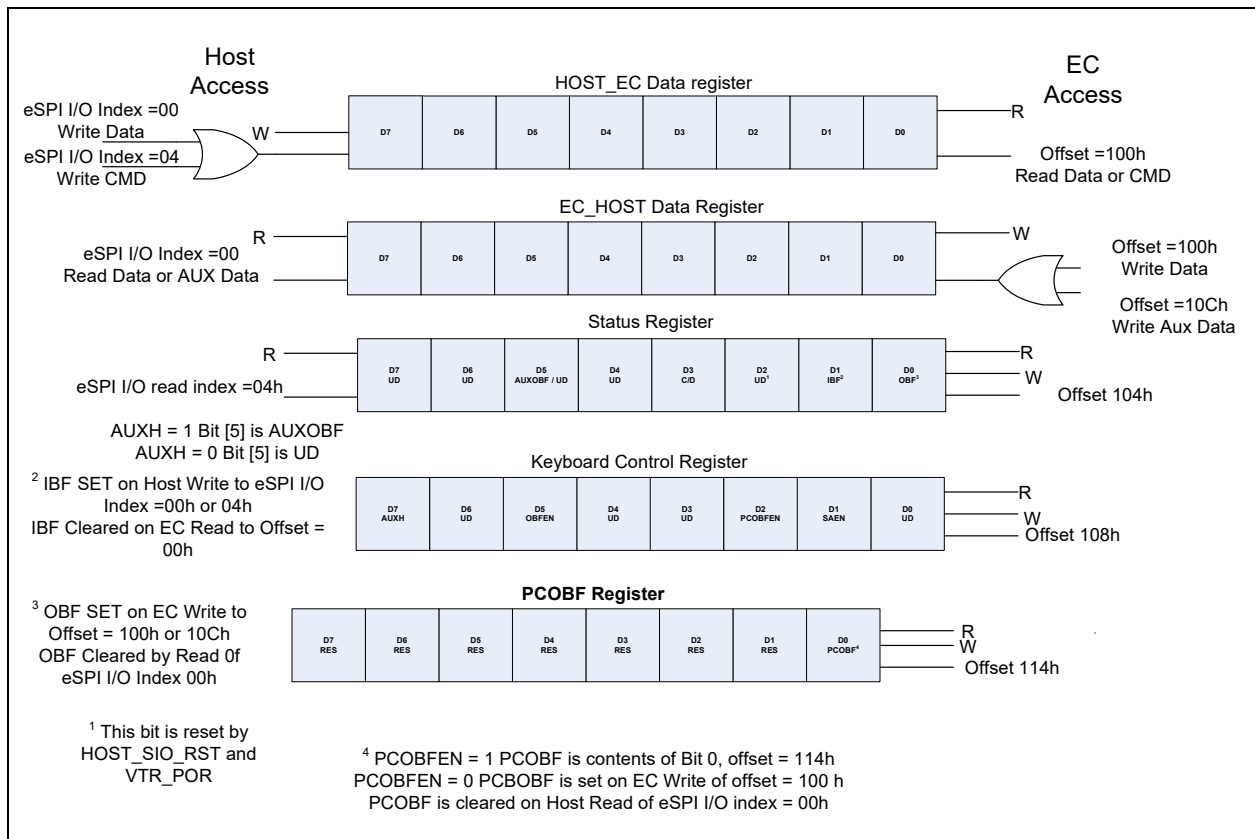 Host
Access
EC
Access
HOST_EC Data register
eSPI I/O Index =00
Write Data
eSPI I/O Index =04
Write CMD
W
D7 D6 D5 D4 D3 D2 D1 D0
R
Offset =100h
Read Data or CMD
EC_HOST Data Register
R
eSPI I/O Index =00
Read Data or AUX Data
D7 D6 D5 D4 D3 D2 D1 D0
W
Offset =100h
Write Data
Offset =10Ch
Write Aux Data
Status Register
R
eSPI I/O read index =04h
D7 D6 D5 D4 D3 D2 D1 D0
UD UD AUXOBF / UD UD C/D UD¹ IBF² OBF³
R
W
Offset 104h
AUXH = 1 Bit [5] is AUXOBF
AUXH = 0 Bit [5] is UD
Keyboard Control Register
² IBF SET on Host Write to eSPI I/O
Index =00h or 04h
IBF Cleared on EC Read to Offset =
00h
D7 D6 D5 D4 D3 D2 D1 D0
AUXH UD OBFEN UD UD PCOBFEN SAEN UD
R
W
Offset 108h
PCOBF Register
³ OBF SET on EC Write to
Offset = 100h or 10Ch
OBF Cleared by Read 0f
eSPI I/O Index 00h
D7 D6 D5 D4 D3 D2 D1 D0
RES RES RES RES RES RES RES PCOBF⁴
R
W
Offset 114h
¹ This bit is reset by
HOST_SIO_RST and
VTR_POR
⁴ PCOBFEN = 1 PCOBF is contents of Bit 0, offset = 114h
PCOBFEN = 0 PCBOBF is set on EC Write of offset = 100 h
PCOBF is cleared on Host Read of eSPI I/O index = 00h